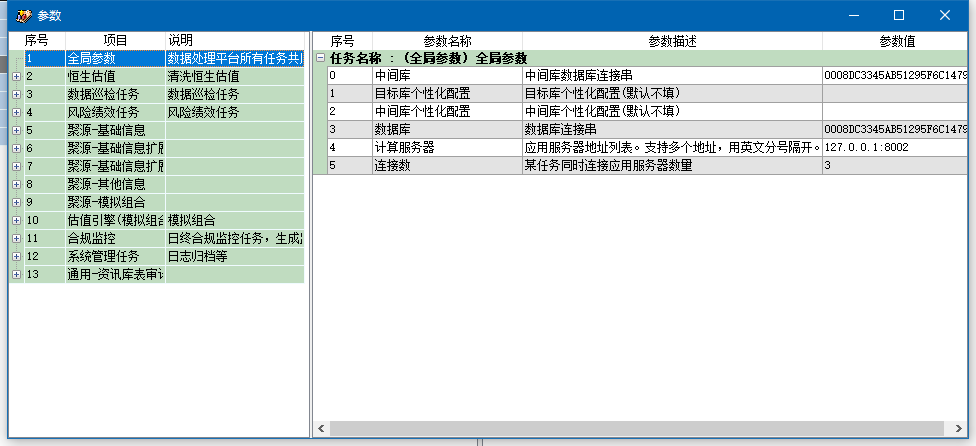 参数
序号 项目 说明
1 全局参数 数据处理平台所有任务共
2 恒生估值 清洗恒生估值
3 数据巡检任务 数据巡检任务
4 风险绩效任务 风险绩效任务
5 聚源-基础信息
6 聚源-基础信息扩展
7 聚源-基础信息扩展
8 聚源-其他信息
9 聚源-模拟组合
10 估值引擎(模拟组合 模拟组合
11 合规监控 日终合规监控任务，生成
12 系统管理任务 日志归档等
13 通用-资讯库表审
序号 参数名称 参数描述 参数值
任务名称 : (全局参数) 全局参数
0 中间库 中间库数据库连接串 0008DC3345AB51295F6C1479
1 目标库个性化配置 目标库个性化配置(默认不填)
2 中间库个性化配置 中间库个性化配置(默认不填)
3 数据库 数据库连接串 0008DC3345AB51295F6C1479
4 计算服务器 应用服务器地址列表。支持多个地址，用英文分号隔开。 127.0.0.1:8002
5 连接数 某任务同时连接应用服务器数量 3